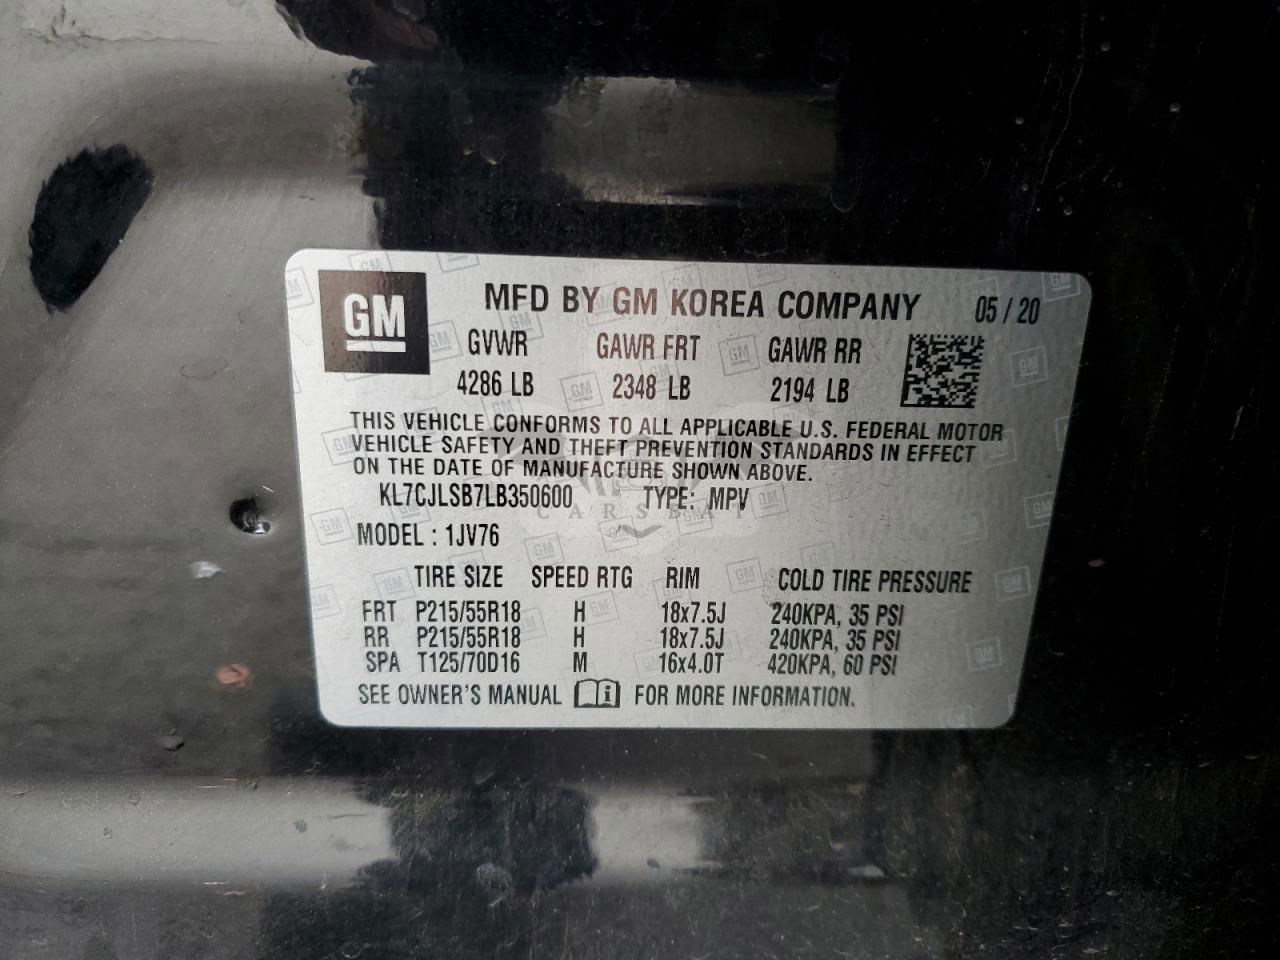 GM
MFD BY GM KOREA COMPANY 05 / 20
GVWR GAWR FRT GAWR RR
4286 LB 2348 LB 2194 LB
THIS VEHICLE CONFORMS TO ALL APPLICABLE U.S. FEDERAL MOTOR
VEHICLE SAFETY AND THEFT PREVENTION STANDARDS IN EFFECT
ON THE DATE OF MANUFACTURE SHOWN ABOVE.
KL7CJLSB7LB350600 TYPE: MPV
CARSBAT
MODEL : 1JV76
TIRE SIZE SPEED RTG RIM COLD TIRE PRESSURE
FRT P215/55R18 H 18x7.5J 240KPA, 35 PSI
RR P215/55R18 H 18x7.5J 240KPA, 35 PSI
SPA T125/70D16 M 16x4.0T 420KPA, 60 PSI
SEE OWNER'S MANUAL i FOR MORE INFORMATION.